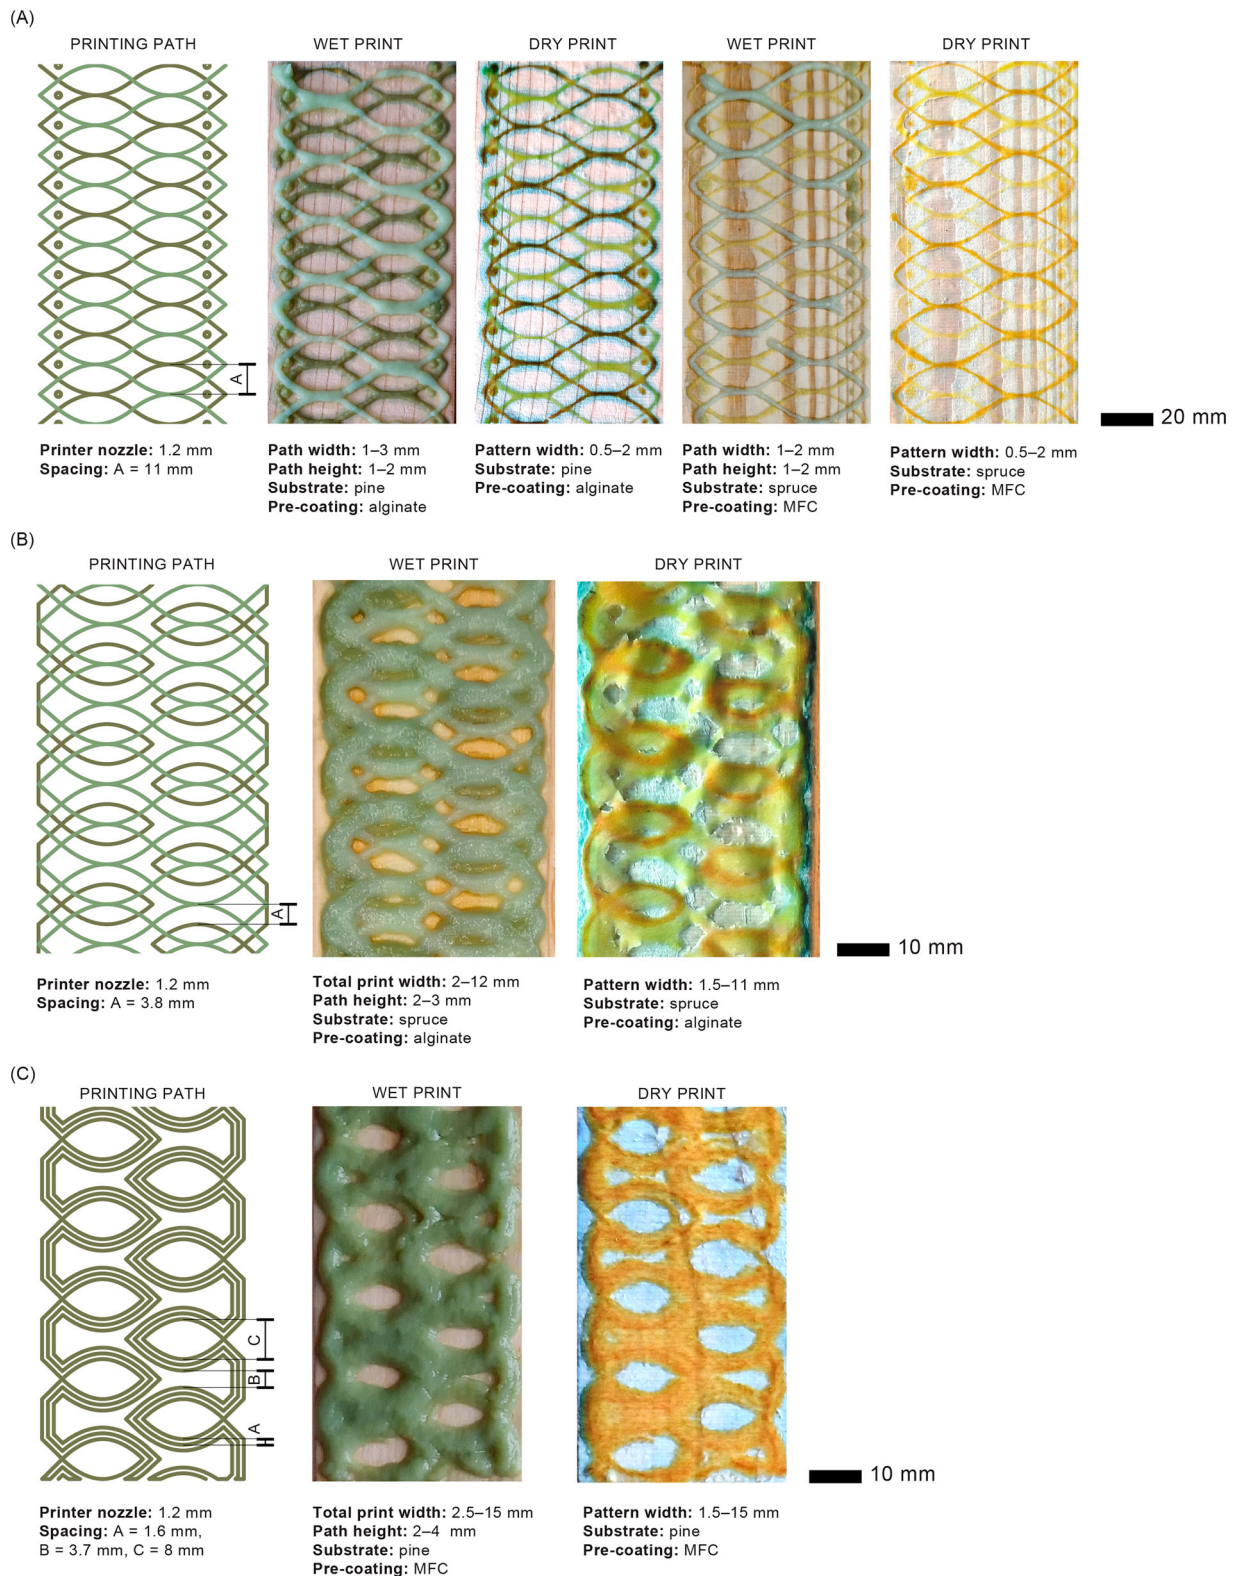 (A)
PRINTING PATH
WET PRINT
DRY PRINT
WET PRINT
DRY PRINT
A
20 mm
Printer nozzle: 1.2 mm
Spacing: A = 11 mm
Path width: 1–3 mm
Path height: 1–2 mm
Substrate: pine
Pre-coating: alginate
Pattern width: 0.5–2 mm
Substrate: pine
Pre-coating: alginate
Path width: 1–2 mm
Path height: 1–2 mm
Substrate: spruce
Pre-coating: MFC
Pattern width: 0.5–2 mm
Substrate: spruce
Pre-coating: MFC
(B)
PRINTING PATH
WET PRINT
DRY PRINT
A
10 mm
Printer nozzle: 1.2 mm
Spacing: A = 3.8 mm
Total print width: 2–12 mm
Path height: 2–3 mm
Substrate: spruce
Pre-coating: alginate
Pattern width: 1.5–11 mm
Substrate: spruce
Pre-coating: alginate
(C)
PRINTING PATH
WET PRINT
DRY PRINT
C
B
A
10 mm
Printer nozzle: 1.2 mm
Spacing: A = 1.6 mm,
B = 3.7 mm, C = 8 mm
Total print width: 2.5–15 mm
Path height: 2–4 mm
Substrate: pine
Pre-coating: MFC
Pattern width: 1.5–15 mm
Substrate: pine
Pre-coating: MFC